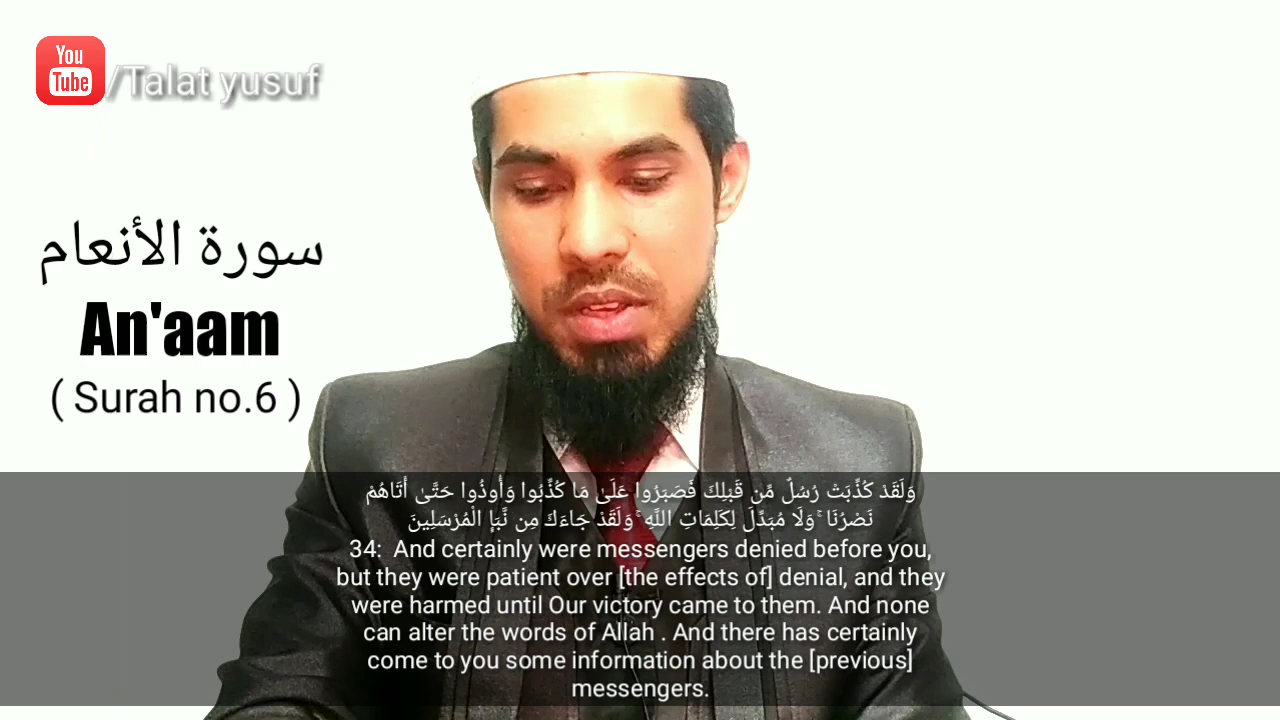 You
Tube
/Talat yusuf
سورة الأنعام
An'aam
( Surah no.6 )
وَلَقَدْ كُذِّبَتْ رُسُلٌ مِّن قَبْلِكَ فَصَبَرُوا عَلَىٰ مَا كُذِّبُوا وَأُوذُوا حَتَّىٰ أَتَاهُمْ
نَصْرُنَا ۚ وَلَا مُبَدِّلَ لِكَلِمَاتِ اللَّهِ ۚ وَلَقَدْ جَاءَكَ مِن نَّبَإِ الْمُرْسَلِينَ
34:  And certainly were messengers denied before you,
but they were patient over [the effects of] denial, and they
were harmed until Our victory came to them. And none
can alter the words of Allah . And there has certainly
come to you some information about the [previous]
messengers.